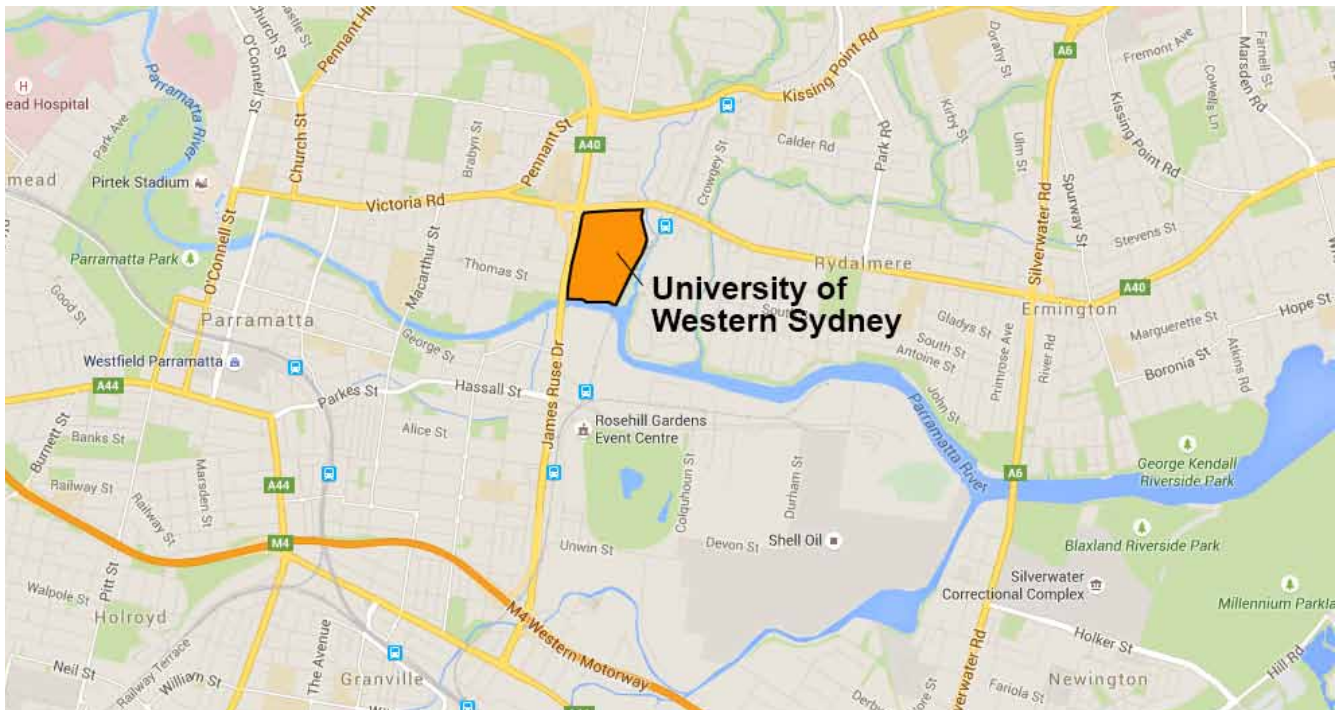 Pennant Hi
Church St
O'Connell St
Castle St
H
ead Hospital
Parramatta River
Park Ave
mead
Pirtek Stadium
Church St
Brabyn St
Pennant St
A40
Kissing Point Rd
Calder Rd
Crowgey St
Park Rd
Kirby St
Dorahy St
A6
Fremont Ave
Cowells Ln
Farnell St
Marsden Rd
Kissing Point Rd
Ulm St
Silverwater Rd
Spurway St
Stevens St
Victoria Rd
Parramatta Park
O'Connell St
Macarthur St
Thomas St
University of
Western Sydney
Rydalmere
South
A40
Ermington
Hope St
Good St
Parramatta
George St
Gladys St
South St
Antoine St
Primrose Ave
River Rd
Marguerette St
Boronia St
Atkins Rd
Westfield Parramatta
A44
Parkes St
Hassall St
James Ruse Dr
John St
Burnett St
Banks St
Alice St
Rosehill Gardens
Event Centre
Parramatta River
George Kendall
Riverside Park
Railway St
Marsden St
A44
Colquhoun St
Durham St
A6
Railway St
M4
Unwin St
Devon St
Shell Oil
Blaxland Riverside Park
Walpole St
Pitt St
Holroyd
Silverwater
Correctional Complex
Millennium Parkla
M4 Western Motorway
Holker St
Neil St
Railway Terrace
William St
The Avenue
Granville
Silverwater Rd
Fariola St
Newington
Hill Rd